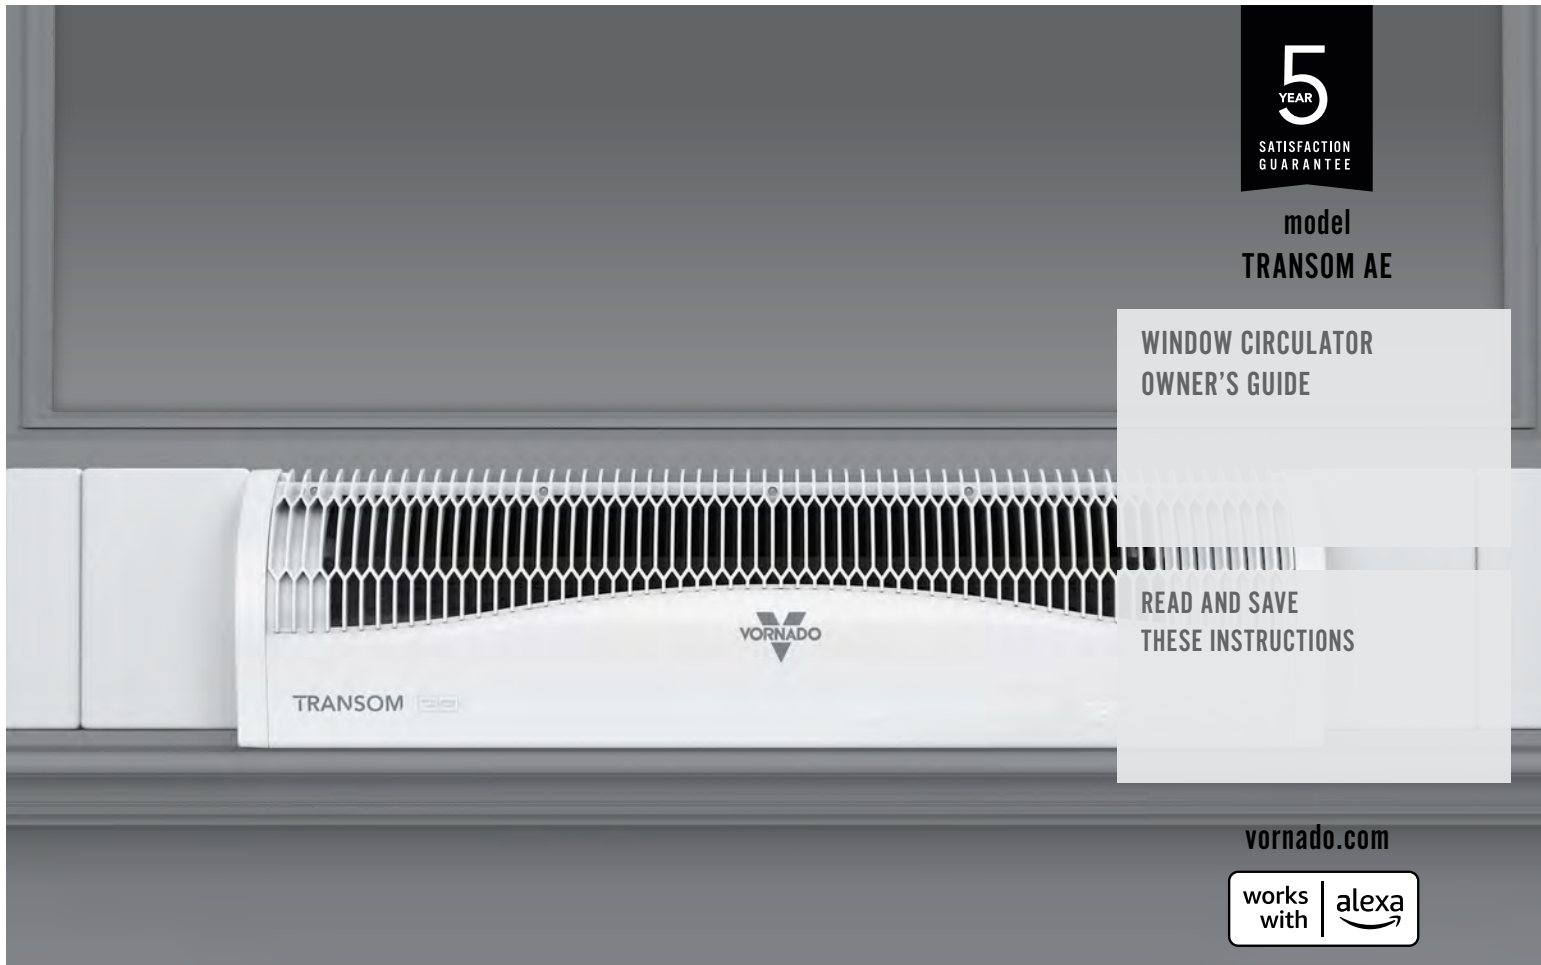 5
YEAR
SATISFACTION
GUARANTEE
model
TRANSOM AE
WINDOW CIRCULATOR
OWNER'S GUIDE
VORNADO
TRANSOM
READ AND SAVE
THESE INSTRUCTIONS
vornado.com
works
with
alexa